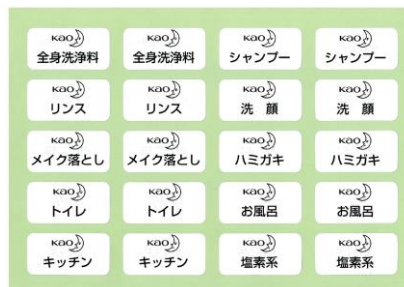 Kao Kao Kao Kao
全身洗浄料 全身洗浄料 シャンプー シャンプー
Kao Kao Kao Kao
リンス リンス 洗 顔 洗 顔
Kao Kao Kao Kao
メイク落とし メイク落とし ハミガキ ハミガキ
Kao Kao Kao Kao
トイレ トイレ お風呂 お風呂
Kao Kao Kao Kao
キッチン キッチン 塩素系 塩素系